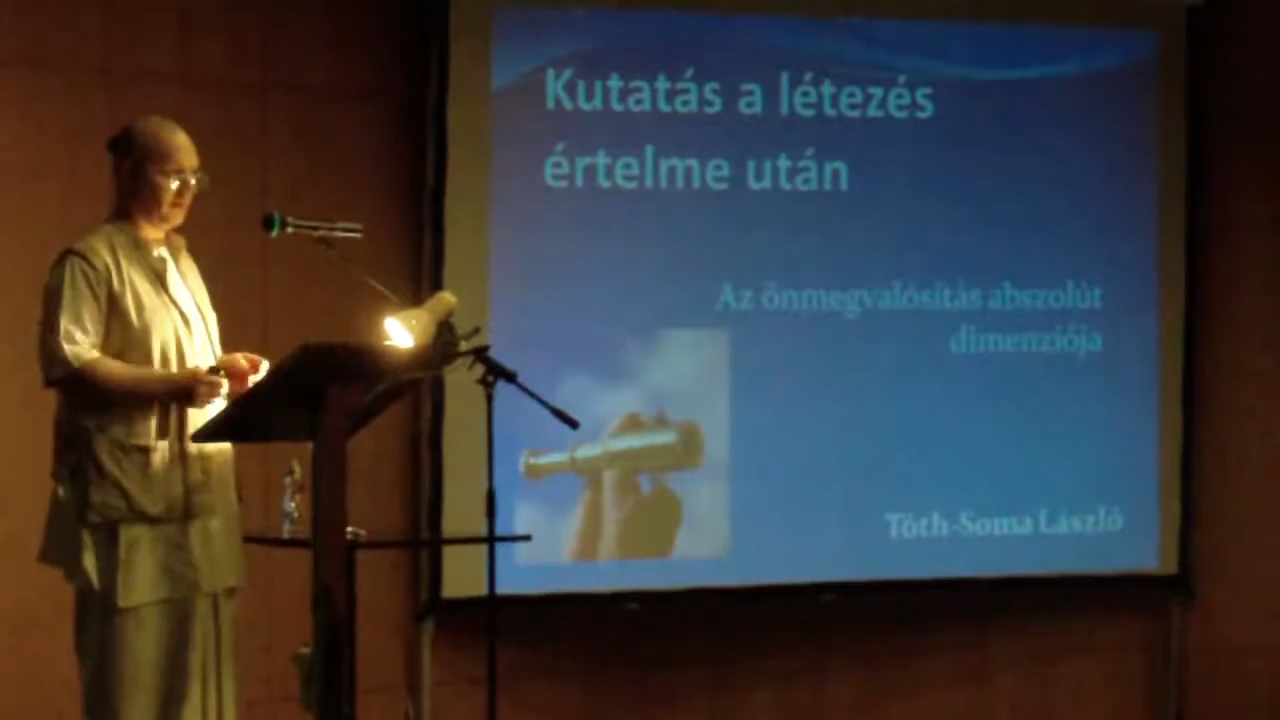 Kutatás a létezés
értelme után
Az önmegvalósítás abszolút
dimenziója
Tóth-Soma László